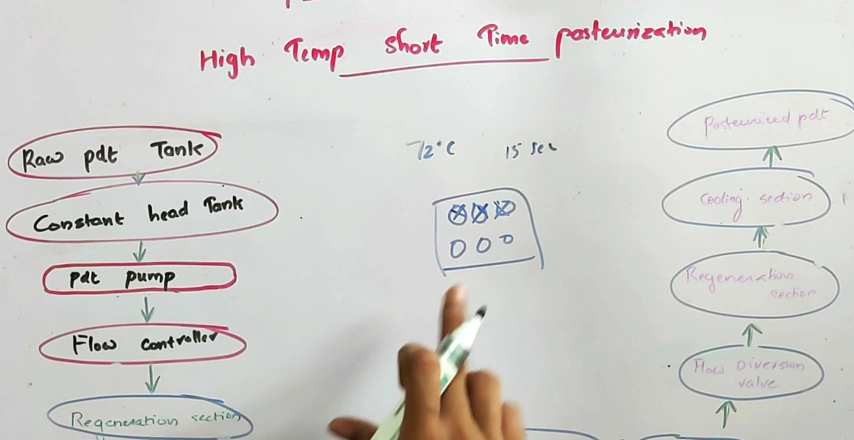 High Temp short Time pasteurization
72°C 15 sec
Raw pdt Tank
Constant head Tank
pdt pump
Flow controller
Regeneration section
Pasteurized pdt
Cooling section
Regeneration
section
Flow Diversion
valve